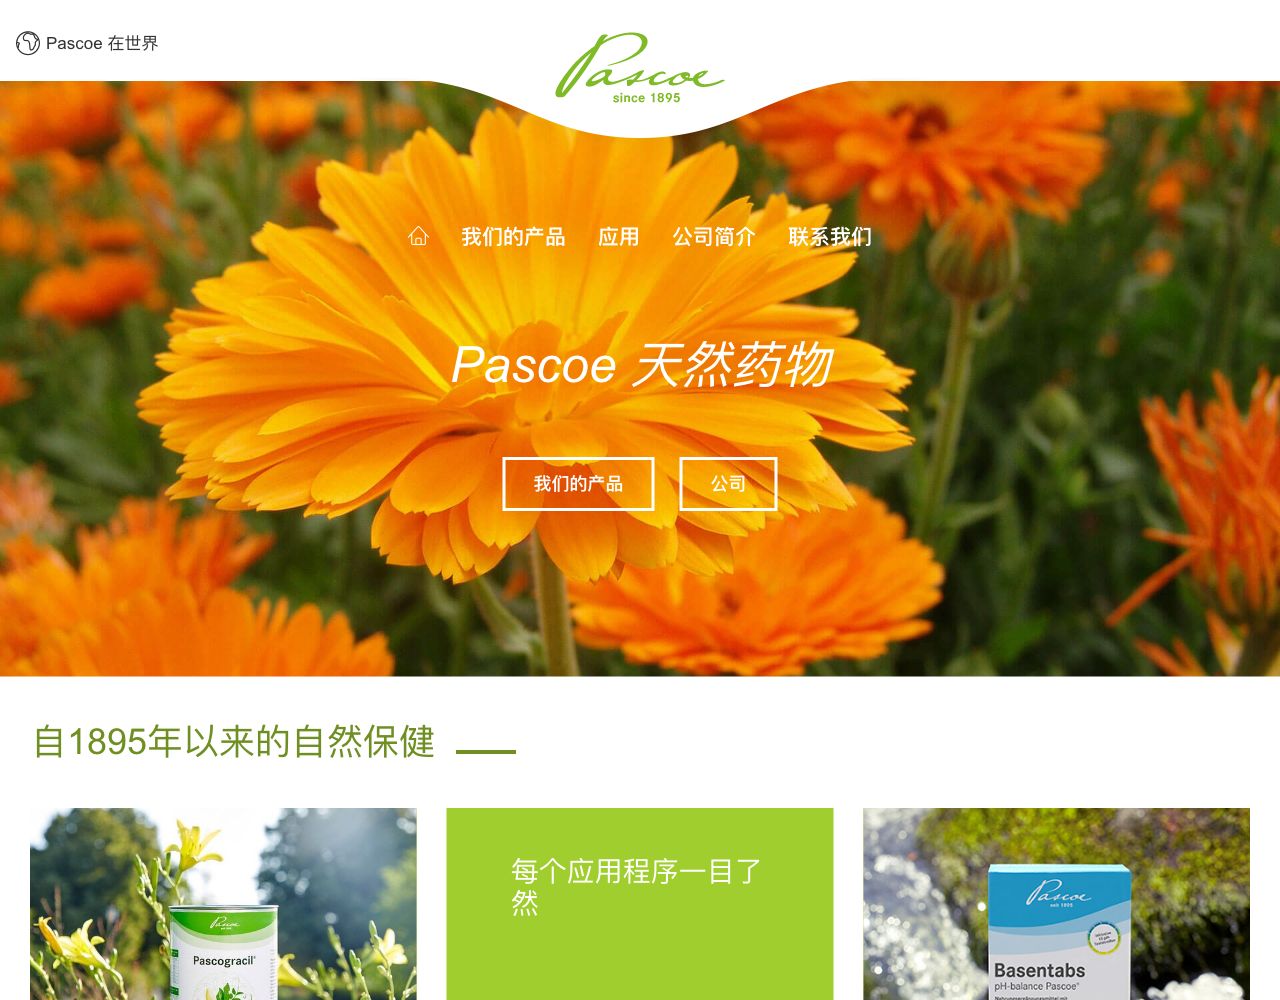 Pascoe 在世界
Pascoe
since 1895
我们的产品 应用 公司简介 联系我们
Pascoe 天然药物
我们的产品 公司
自1895年以来的自然保健
每个应用程序一目了
然
Pascoe
Pascogracil®
Pascoe
seit 1895
Basentabs
pH-balance Pascoe®
Nahrungsergänzungsmittel mit